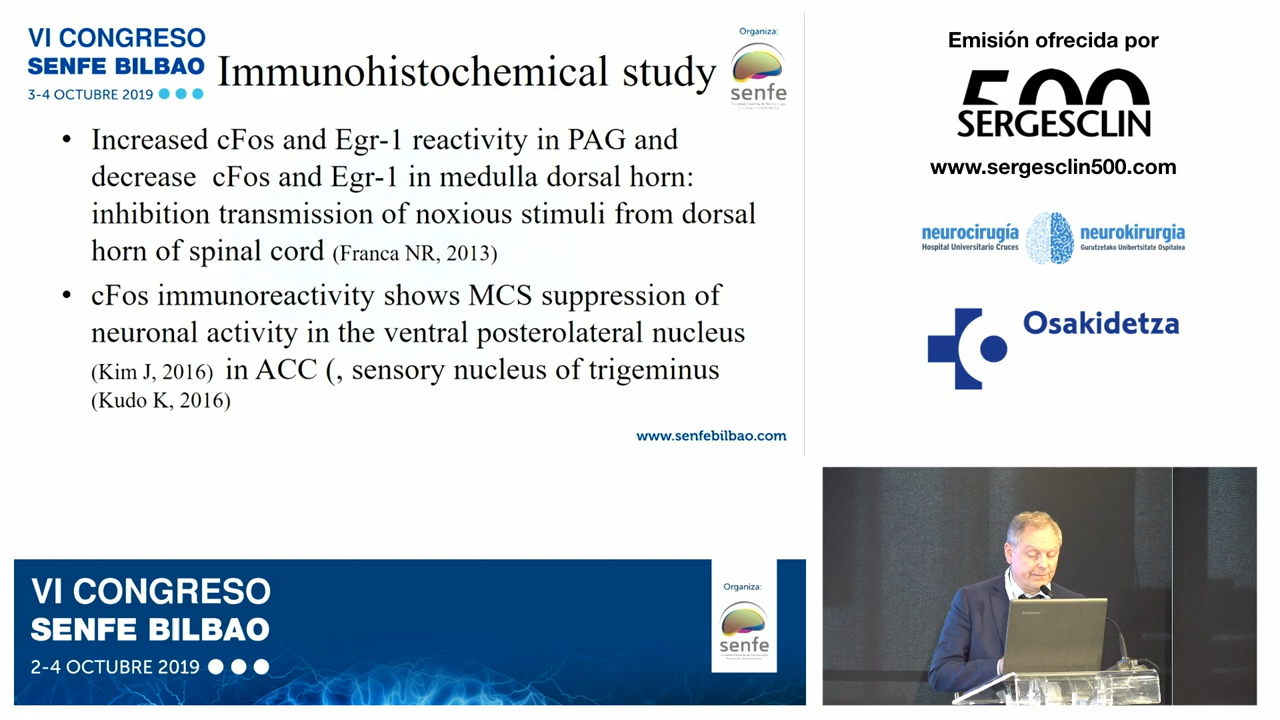 VI CONGRESO
SENFE BILBAO
3-4 OCTUBRE 2019
Immunohistochemical study
Organiza:
senfe
• Increased cFos and Egr-1 reactivity in PAG and
decrease cFos and Egr-1 in medulla dorsal horn:
inhibition transmission of noxious stimuli from dorsal
horn of spinal cord (Franca NR, 2013)
• cFos immunoreactivity shows MCS suppression of
neuronal activity in the ventral posterolateral nucleus
(Kim J, 2016) in ACC (, sensory nucleus of trigeminus
(Kudo K, 2016)
www.senfebilbao.com
Emisión ofrecida por
500
SERGESCLIN
www.sergesclin500.com
neurocirugía
Hospital Universitario Cruces
neurokirurgia
Gurutzetako Unibertsitate Ospitalea
Osakidetza
VI CONGRESO
SENFE BILBAO
2-4 OCTUBRE 2019
Organiza:
senfe